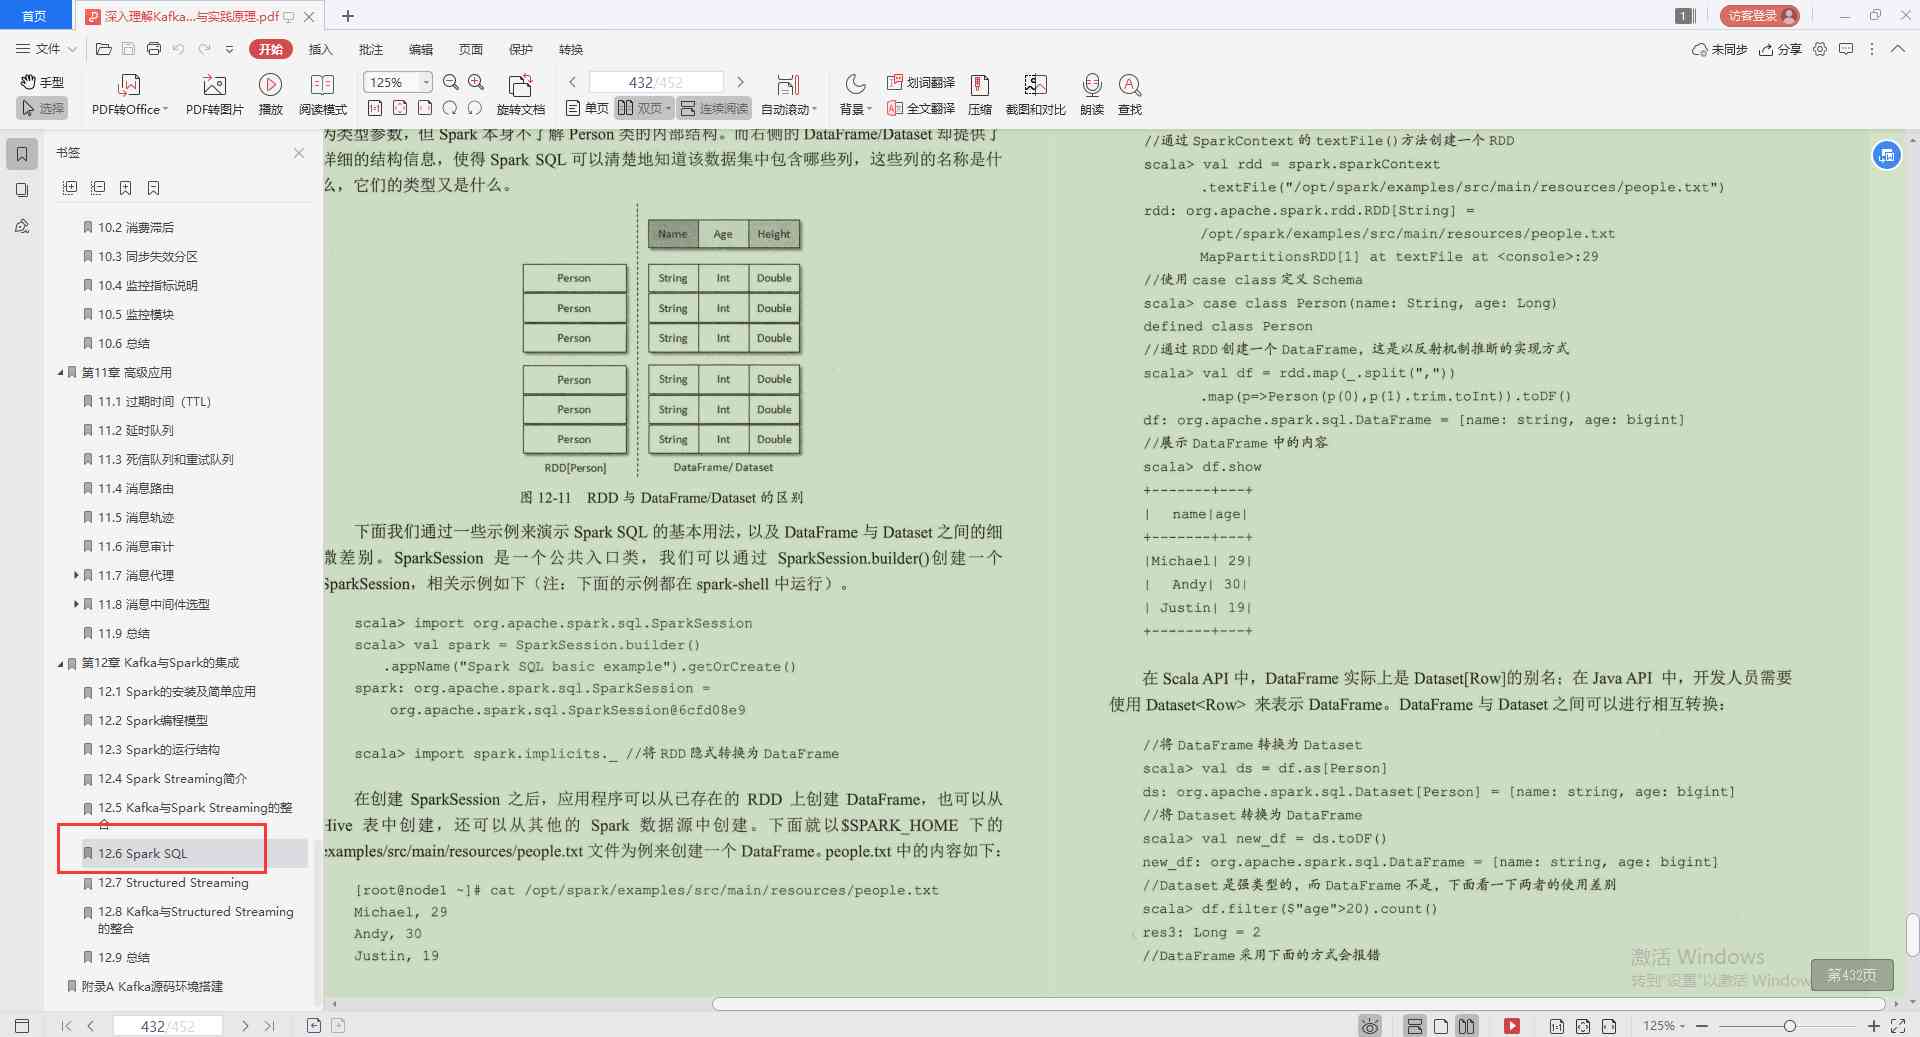 首页
深入理解Kafka...与实践原理.pdf
1
访客登录
文件
开始
插入
批注
编辑
页面
保护
转换
未同步
分享
手型
选择
PDF转Office
PDF转图片
播放
阅读模式
125%
旋转文档
432/452
单页
双页
连续阅读
自动滚动
背景
划词翻译
全文翻译
压缩
截图和对比
朗读
查找
书签
10.2 消费滞后
10.3 同步失效分区
10.4 监控指标说明
10.5 监控模块
10.6 总结
第11章 高级应用
11.1 过期时间（TTL）
11.2 延时队列
11.3 死信队列和重试队列
11.4 消息路由
11.5 消息轨迹
11.6 消息审计
11.7 消息代理
11.8 消息中间件选型
11.9 总结
第12章 Kafka与Spark的集成
12.1 Spark的安装及简单应用
12.2 Spark编程模型
12.3 Spark的运行结构
12.4 Spark Streaming简介
12.5 Kafka与Spark Streaming的整
12.6 Spark SQL
12.7 Structured Streaming
12.8 Kafka与Structured Streaming
的整合
12.9 总结
附录A Kafka源码环境搭建
为类型参数，但 Spark 本身不了解 Person 类的内部结构。而右侧的 DataFrame/Dataset 却提供了
详细的结构信息，使得 Spark SQL 可以清楚地知道该数据集中包含哪些列，这些列的名称是什
么，它们的类型又是什么。
Name Age Height
Person String Int Double
Person String Int Double
Person String Int Double
Person String Int Double
Person String Int Double
Person String Int Double
RDD[Person] DataFrame/ Dataset
图 12-11 RDD 与 DataFrame/Dataset 的区别
下面我们通过一些示例来演示 Spark SQL 的基本用法，以及 DataFrame 与 Dataset 之间的细
微差别。SparkSession 是一个公共入口类，我们可以通过 SparkSession.builder()创建一个
SparkSession，相关示例如下（注：下面的示例都在 spark-shell 中运行）。
scala> import org.apache.spark.sql.SparkSession
scala> val spark = SparkSession.builder()
.appName("Spark SQL basic example").getOrCreate()
spark: org.apache.spark.sql.SparkSession =
org.apache.spark.sql.SparkSession@6cfd08e9
scala> import spark.implicits._ //将 RDD 隐式转换为 DataFrame
在创建 SparkSession 之后，应用程序可以从已存在的 RDD 上创建 DataFrame，也可以从
Hive 表中创建，还可以从其他的 Spark 数据源中创建。下面就以$SPARK_HOME 下的
examples/src/main/resources/people.txt 文件为例来创建一个 DataFrame。people.txt 中的内容如下：
[root@node1 ~]# cat /opt/spark/examples/src/main/resources/people.txt
Michael, 29
Andy, 30
Justin, 19
//通过 SparkContext 的 textFile()方法创建一个 RDD
scala> val rdd = spark.sparkContext
.textFile("/opt/spark/examples/src/main/resources/people.txt")
rdd: org.apache.spark.rdd.RDD[String] =
/opt/spark/examples/src/main/resources/people.txt
MapPartitionsRDD[1] at textFile at <console>:29
//使用 case class 定义 Schema
scala> case class Person(name: String, age: Long)
defined class Person
//通过 RDD 创建一个 DataFrame，这是以反射机制推断的实现方式
scala> val df = rdd.map(_.split(","))
.map(p=>Person(p(0),p(1).trim.toInt)).toDF()
df: org.apache.spark.sql.DataFrame = [name: string, age: bigint]
//展示 DataFrame 中的内容
scala> df.show
+-------+---+
|   name|age|
+-------+---+
|Michael| 29|
|   Andy| 30|
| Justin| 19|
+-------+---+
在 Scala API 中，DataFrame 实际上是 Dataset[Row]的别名；在 Java API 中，开发人员需要
使用 Dataset<Row> 来表示 DataFrame。DataFrame 与 Dataset 之间可以进行相互转换：
//将 DataFrame 转换为 Dataset
scala> val ds = df.as[Person]
ds: org.apache.spark.sql.Dataset[Person] = [name: string, age: bigint]
//将 Dataset 转换为 DataFrame
scala> val new_df = ds.toDF()
new_df: org.apache.spark.sql.DataFrame = [name: string, age: bigint]
//Dataset 是强类型的，而 DataFrame 不是，下面看一下两者的使用差别
scala> df.filter($"age">20).count()
res3: Long = 2
//DataFrame 采用下面的方式会报错
激活 Windows
转到"设置"以激活 Window
第432页
432/452
125%